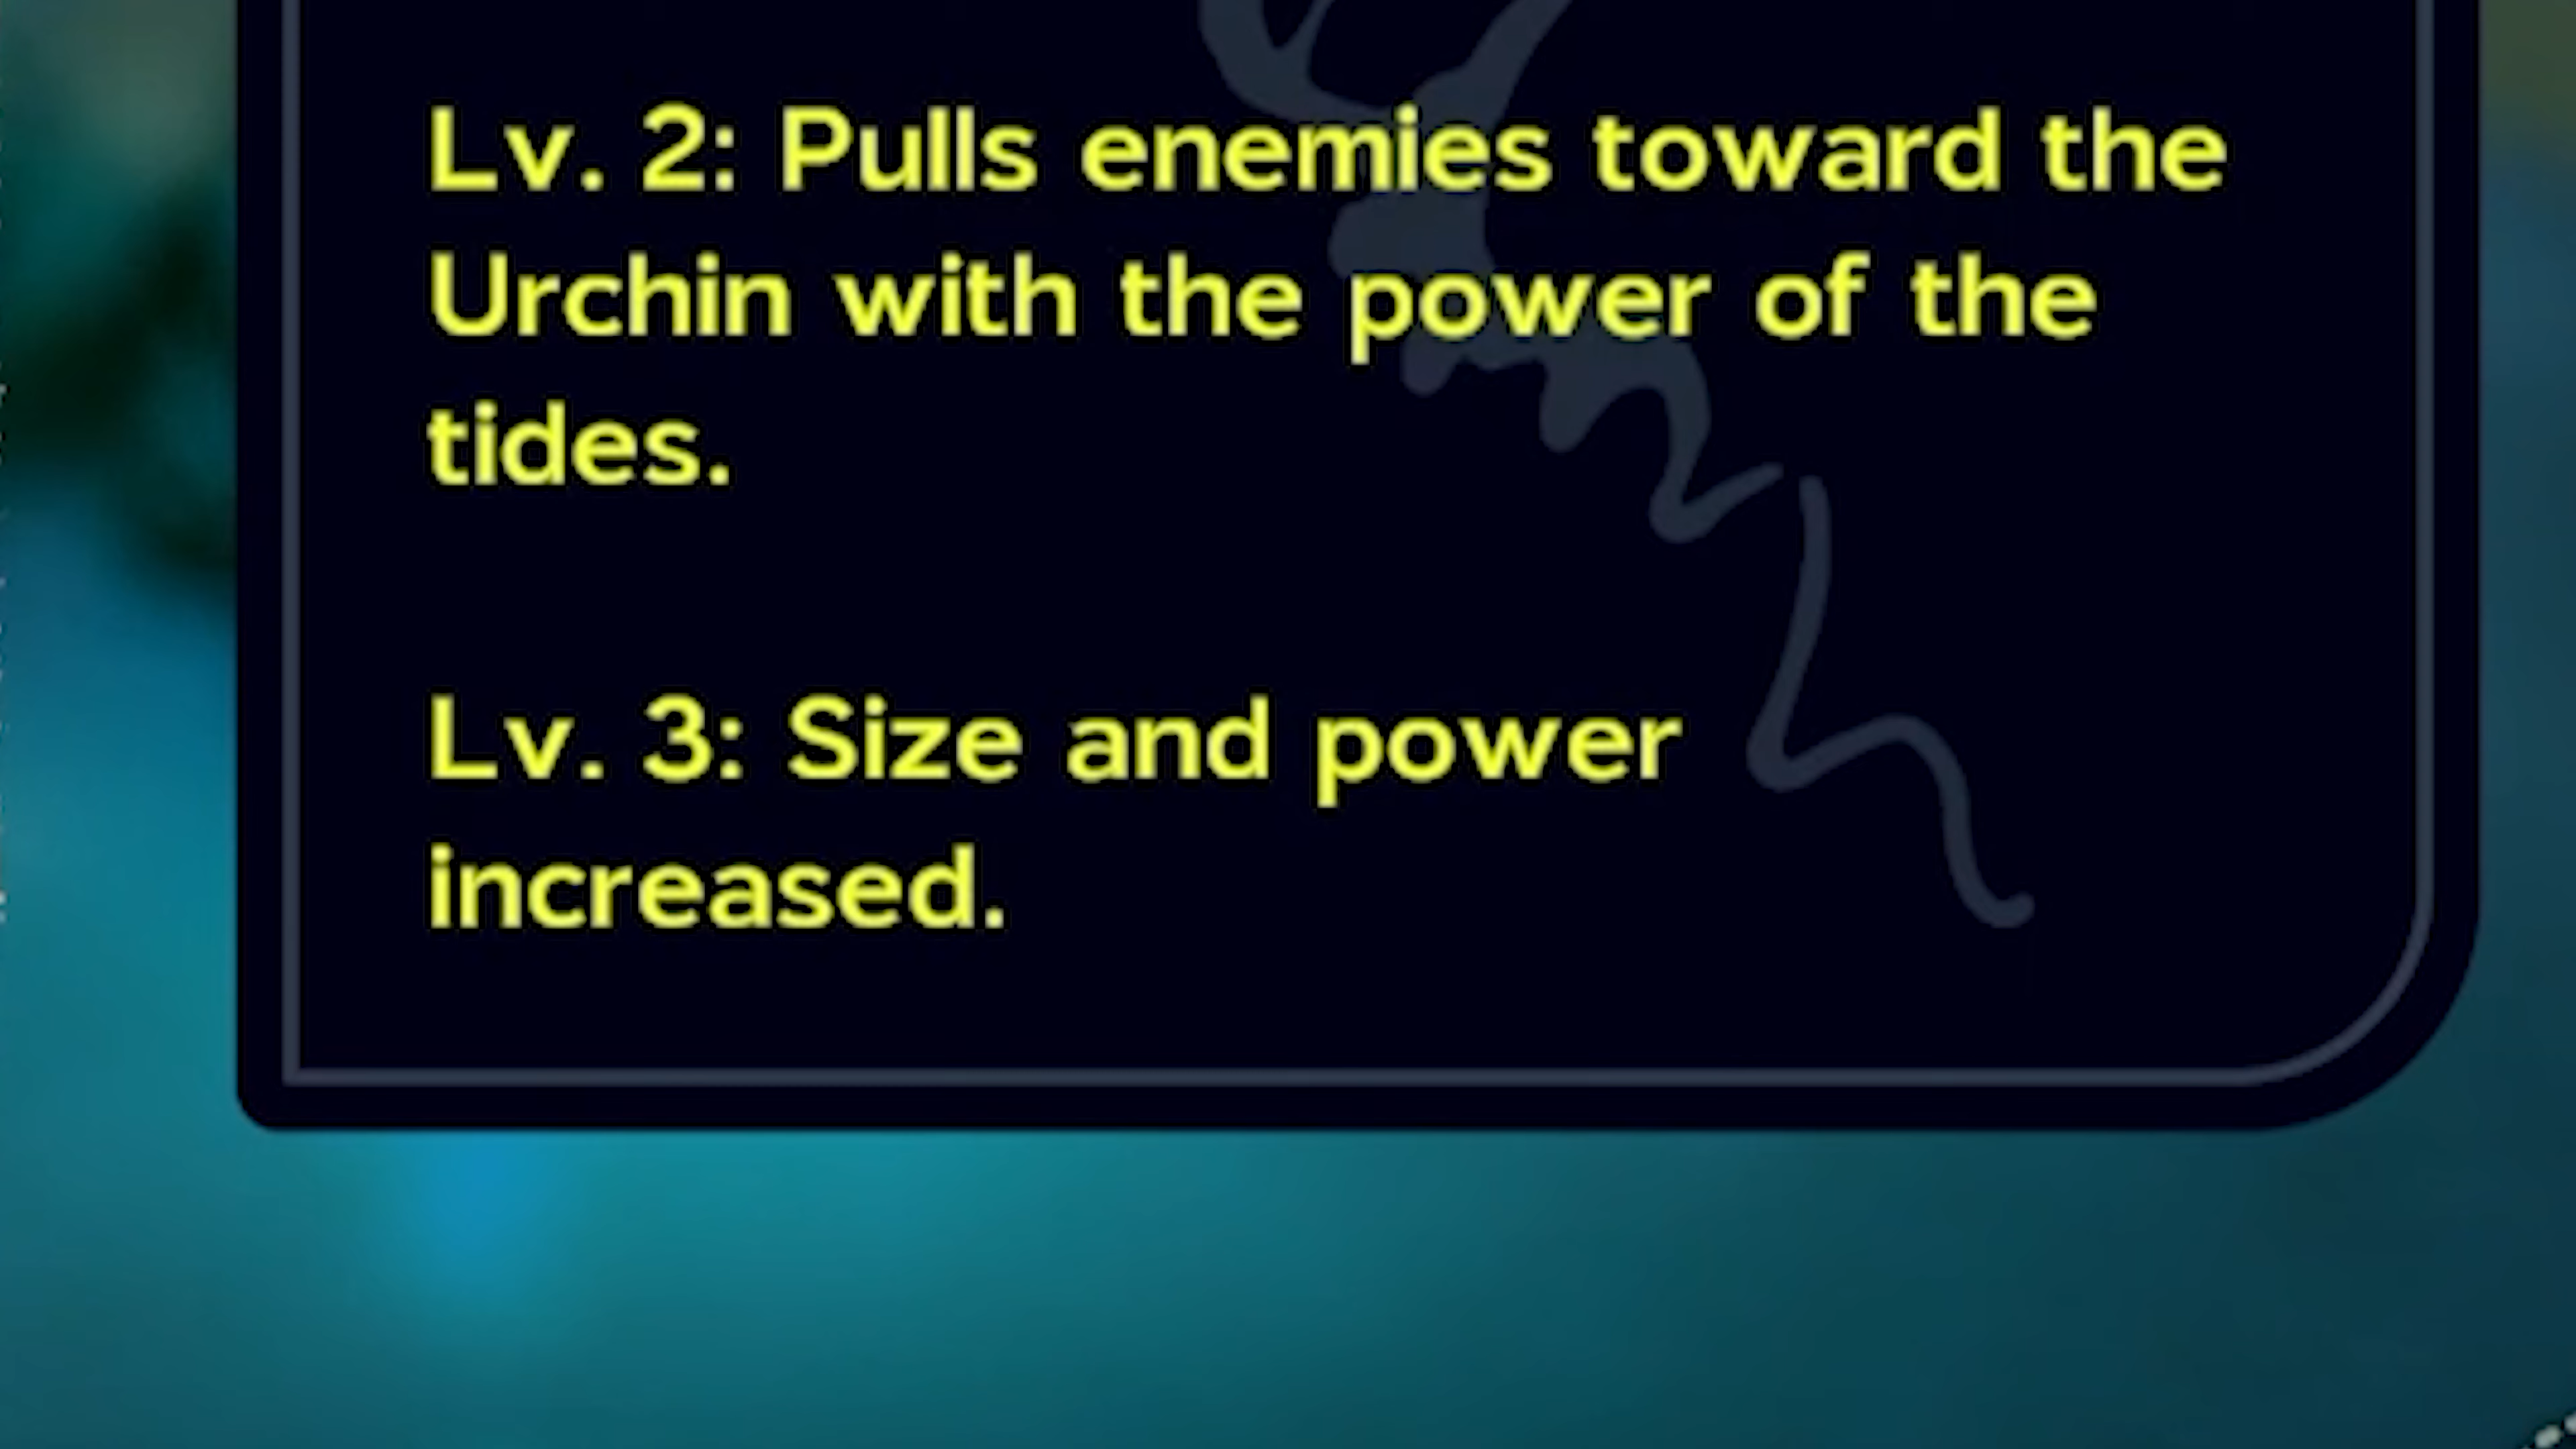 Lv. 2: Pulls enemies toward the
Urchin with the power of the
tides.
Lv. 3: Size and power
increased.